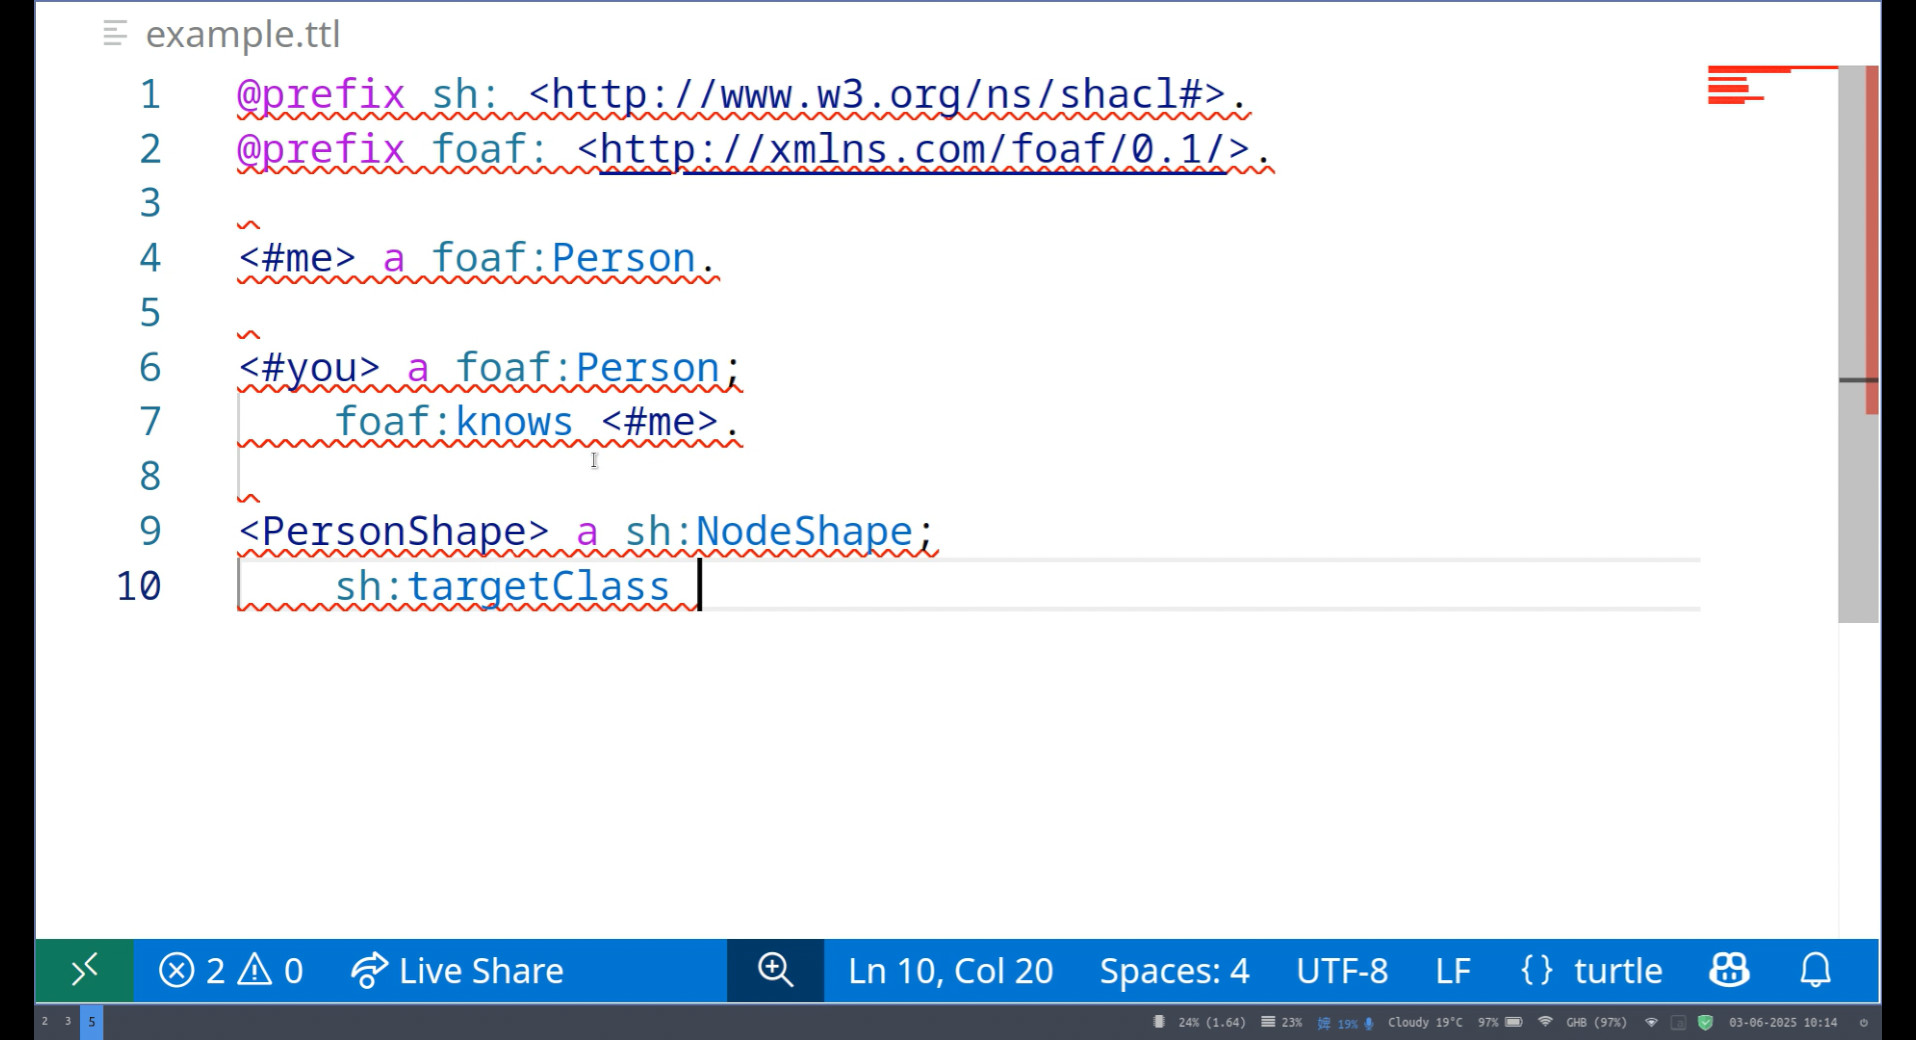 example.ttl
1 @prefix sh: <http://www.w3.org/ns/shacl#>.
2 @prefix foaf: <http://xmlns.com/foaf/0.1/>.
3
4 <#me> a foaf:Person.
5
6 <#you> a foaf:Person;
7 foaf:knows <#me>.
8
9 <PersonShape> a sh:NodeShape;
10 sh:targetClass
2 0 Live Share Ln 10, Col 20 Spaces: 4 UTF-8 LF {} turtle
2 3 5 24% (1.64) 23% 19% Cloudy 19°C 97% GHB (97%) 03-06-2025 10:14